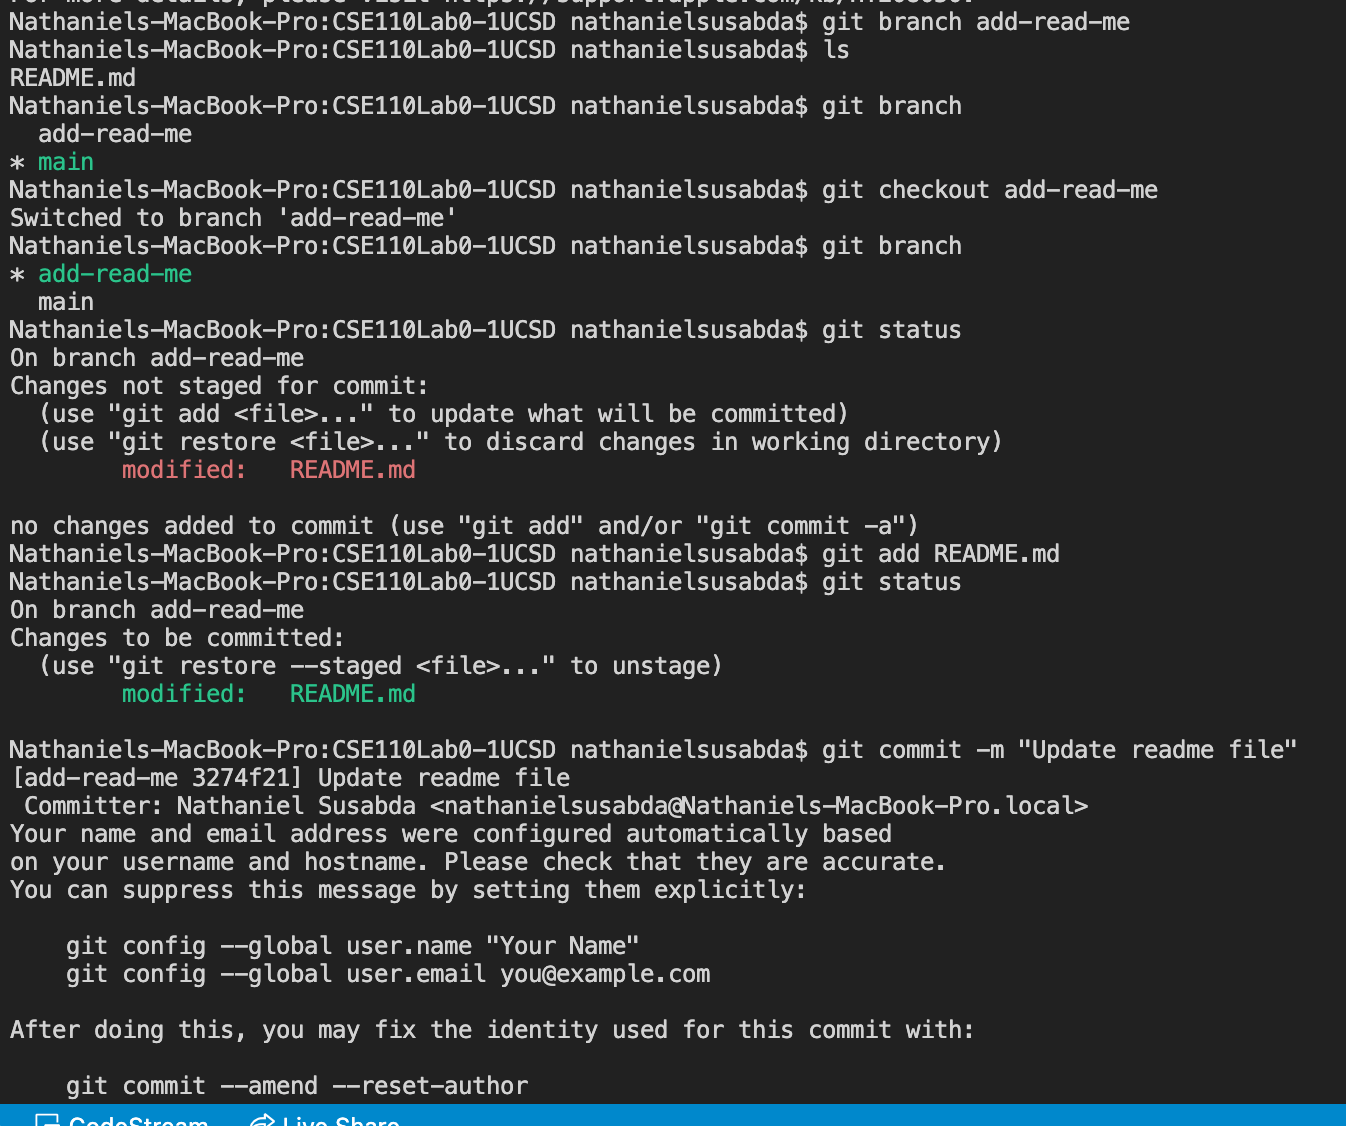 For more details, please visit https://support.apple.com/kb/HT208050.
Nathaniels-MacBook-Pro:CSE110Lab0-1UCSD nathanielsusabda$ git branch add-read-me
Nathaniels-MacBook-Pro:CSE110Lab0-1UCSD nathanielsusabda$ ls
README.md
Nathaniels-MacBook-Pro:CSE110Lab0-1UCSD nathanielsusabda$ git branch
  add-read-me
* main
Nathaniels-MacBook-Pro:CSE110Lab0-1UCSD nathanielsusabda$ git checkout add-read-me
Switched to branch 'add-read-me'
Nathaniels-MacBook-Pro:CSE110Lab0-1UCSD nathanielsusabda$ git branch
* add-read-me
  main
Nathaniels-MacBook-Pro:CSE110Lab0-1UCSD nathanielsusabda$ git status
On branch add-read-me
Changes not staged for commit:
  (use "git add <file>..." to update what will be committed)
  (use "git restore <file>..." to discard changes in working directory)
        modified:   README.md

no changes added to commit (use "git add" and/or "git commit -a")
Nathaniels-MacBook-Pro:CSE110Lab0-1UCSD nathanielsusabda$ git add README.md
Nathaniels-MacBook-Pro:CSE110Lab0-1UCSD nathanielsusabda$ git status
On branch add-read-me
Changes to be committed:
  (use "git restore --staged <file>..." to unstage)
        modified:   README.md

Nathaniels-MacBook-Pro:CSE110Lab0-1UCSD nathanielsusabda$ git commit -m "Update readme file"
[add-read-me 3274f21] Update readme file
 Committer: Nathaniel Susabda <nathanielsusabda@Nathaniels-MacBook-Pro.local>
Your name and email address were configured automatically based
on your username and hostname. Please check that they are accurate.
You can suppress this message by setting them explicitly:

    git config --global user.name "Your Name"
    git config --global user.email you@example.com

After doing this, you may fix the identity used for this commit with:

    git commit --amend --reset-author
CodeStream Live Share